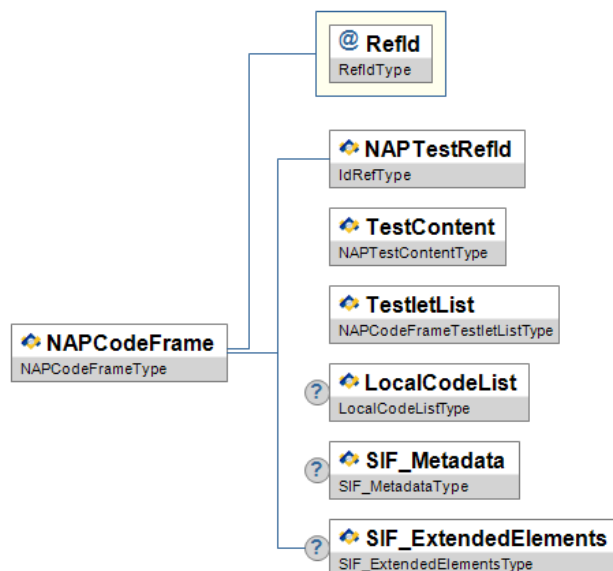 @ RefId
RefIdType
NAPTestRefId
IdRefType
TestContent
NAPTestContentType
TestletList
NAPCodeFrameTestletListType
NAPCodeFrame
NAPCodeFrameType
? LocalCodeList
LocalCodeListType
? SIF_Metadata
SIF_MetadataType
? SIF_ExtendedElements
SIF_ExtendedElementsType